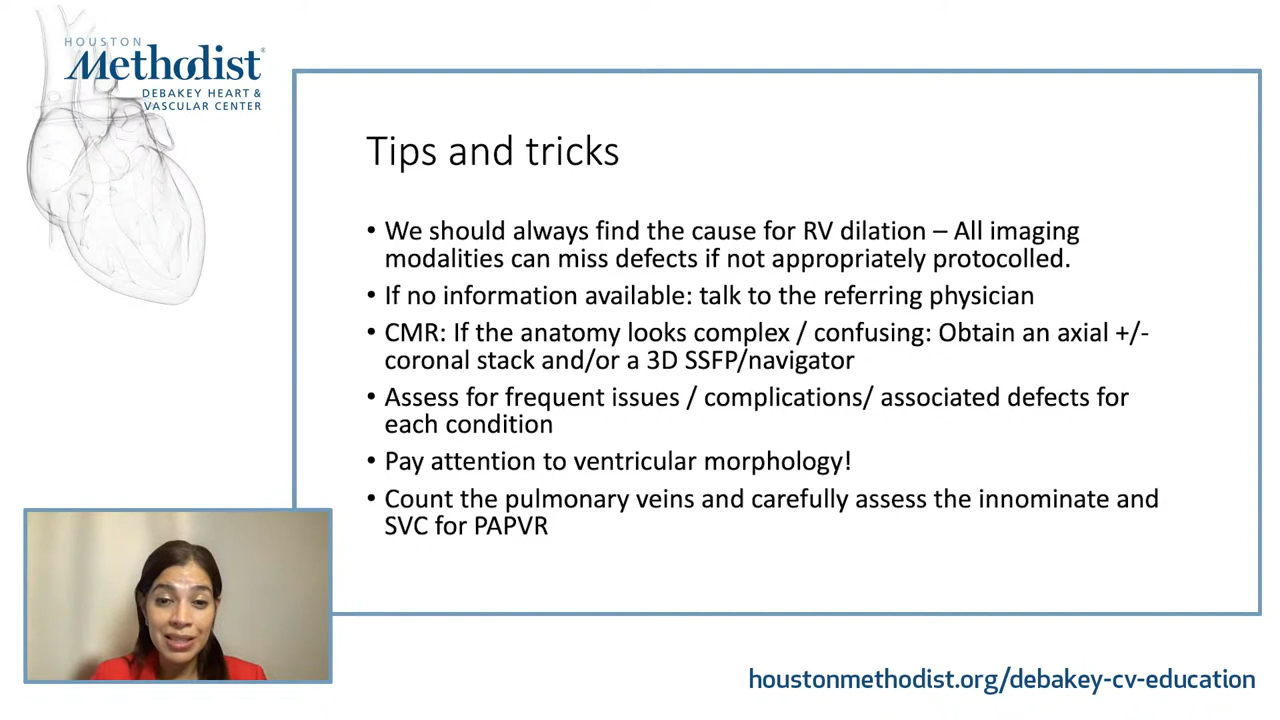 HOUSTON
Methodist®
DEBAKEY HEART &
VASCULAR CENTER
Tips and tricks
• We should always find the cause for RV dilation – All imaging
modalities can miss defects if not appropriately protocolled.
• If no information available: talk to the referring physician
• CMR: If the anatomy looks complex / confusing: Obtain an axial +/-
coronal stack and/or a 3D SSFP/navigator
• Assess for frequent issues / complications/ associated defects for
each condition
• Pay attention to ventricular morphology!
• Count the pulmonary veins and carefully assess the innominate and
SVC for PAPVR
houstonmethodist.org/debakey-cv-education